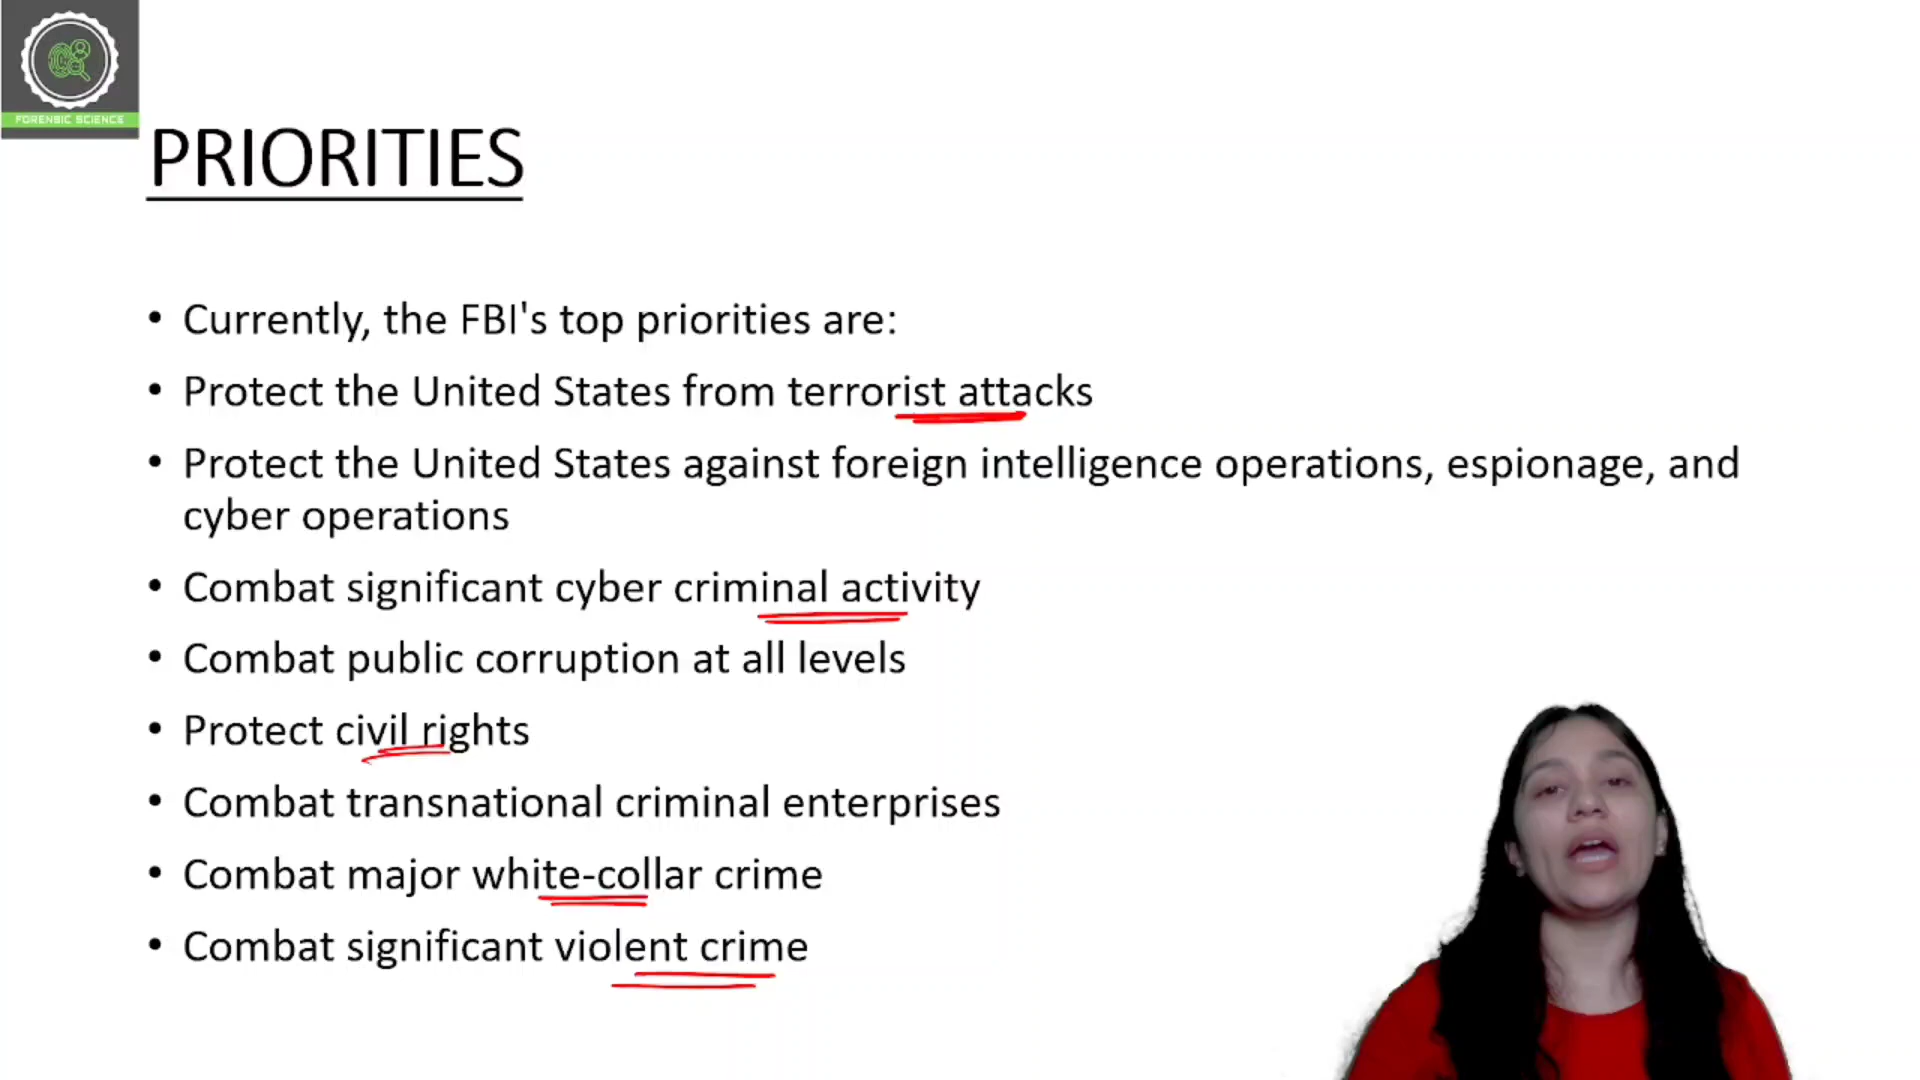 FORENSIC SCIENCE
PRIORITIES
• Currently, the FBI's top priorities are:
• Protect the United States from terrorist attacks
• Protect the United States against foreign intelligence operations, espionage, and
cyber operations
• Combat significant cyber criminal activity
• Combat public corruption at all levels
• Protect civil rights
• Combat transnational criminal enterprises
• Combat major white-collar crime
• Combat significant violent crime